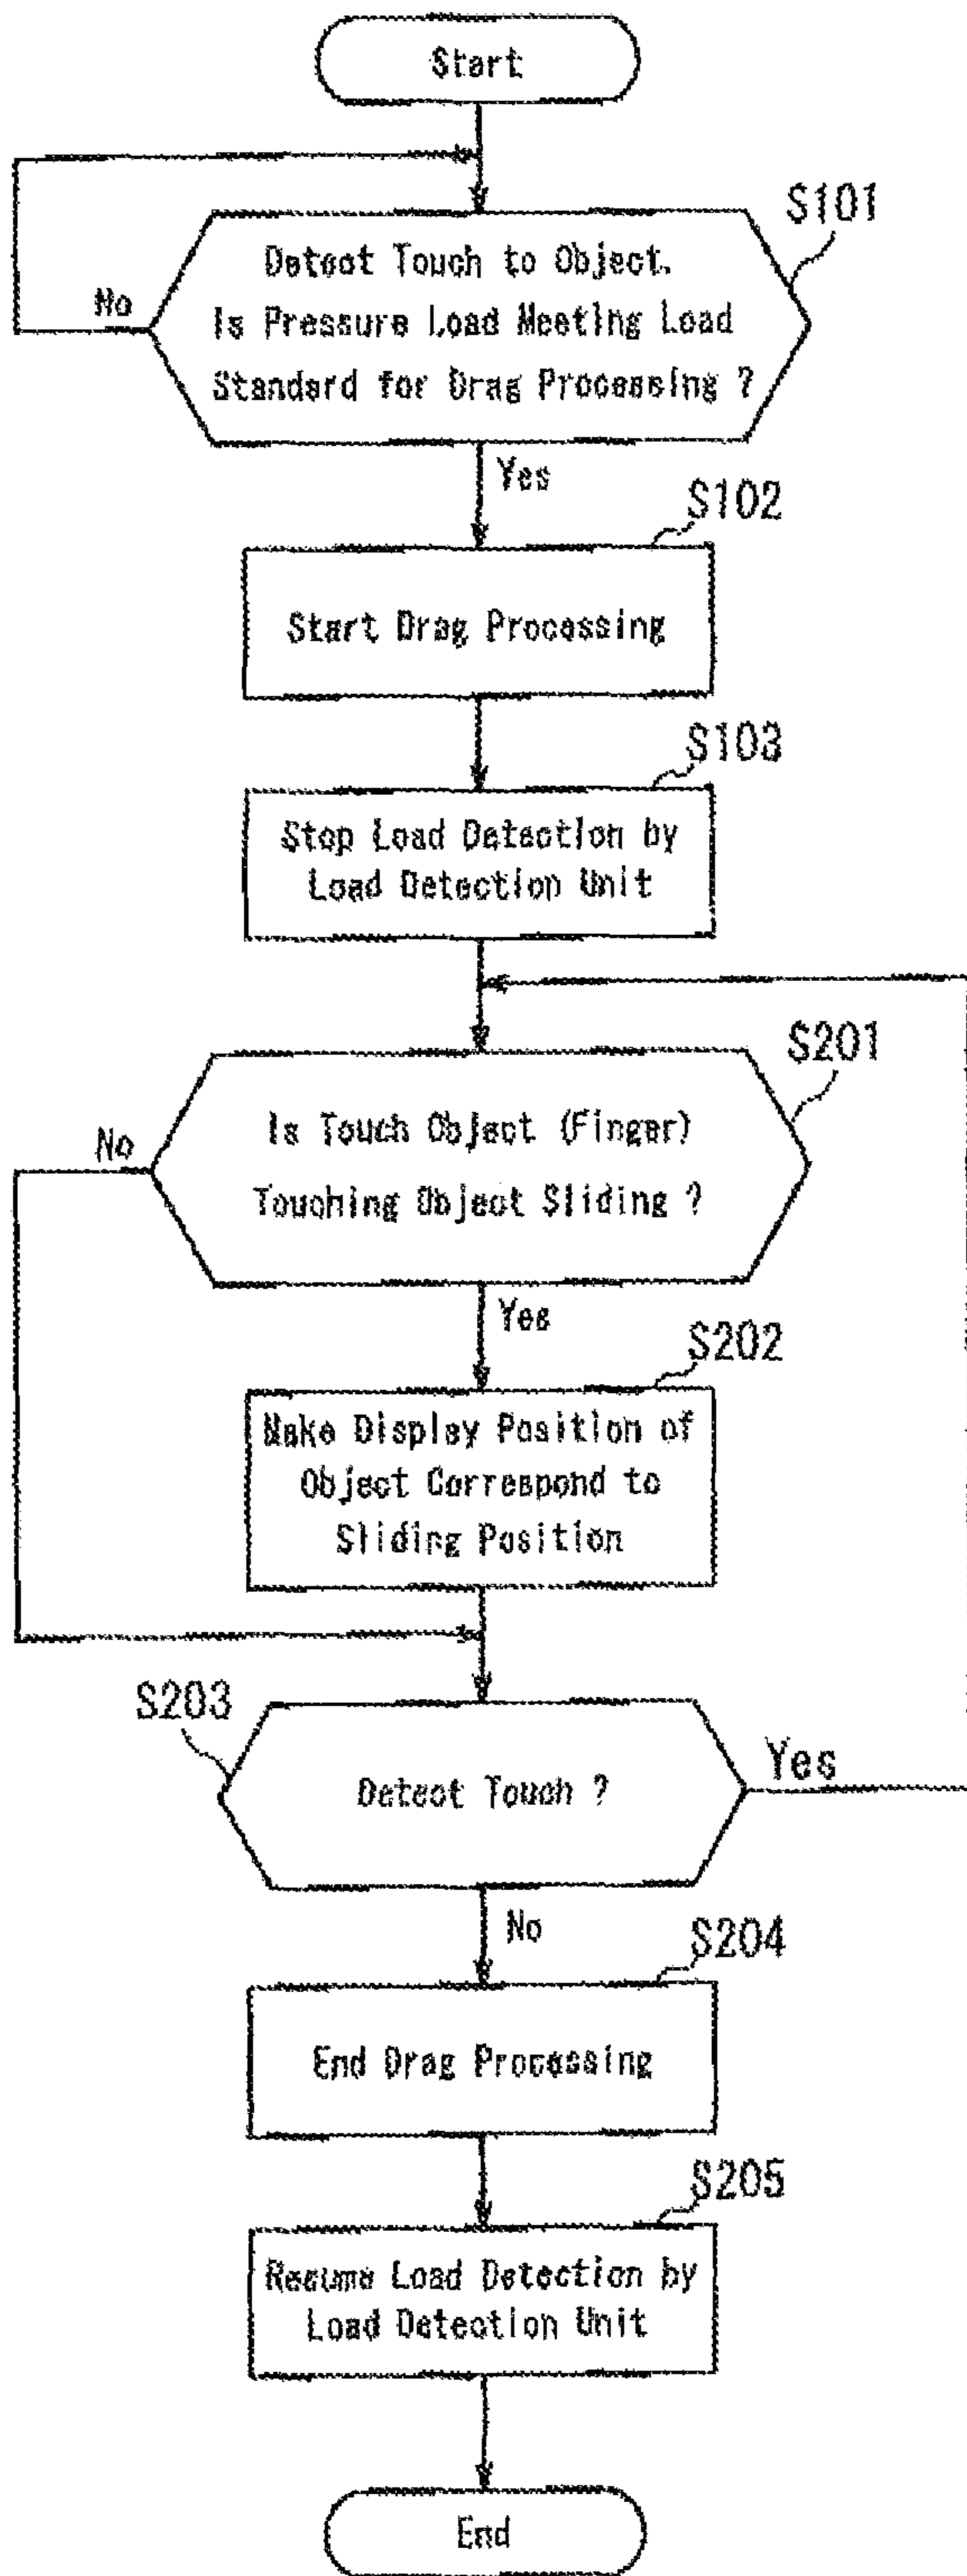 Start
S101
Detect Touch to Object.
Is Pressure Load Meeting Load
Standard for Drag Processing ?
No
Yes
S102
Start Drag Processing
S103
Stop Load Detection by
Load Detection Unit
S201
Is Touch Object (Finger)
Touching Object Sliding ?
No
Yes
S202
Make Display Position of
Object Correspond to
Sliding Position
S203
Detect Touch ?
Yes
No
S204
End Drag Processing
S205
Resume Load Detection by
Load Detection Unit
End